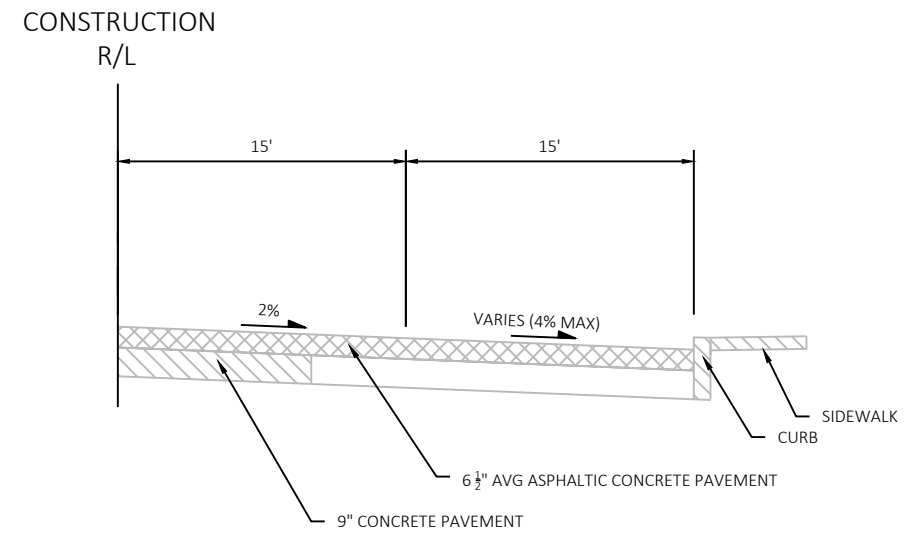 CONSTRUCTION
R/L
15'
15'
2%
VARIES (4% MAX)
SIDEWALK
CURB
6 1/2" AVG ASPHALTIC CONCRETE PAVEMENT
9" CONCRETE PAVEMENT